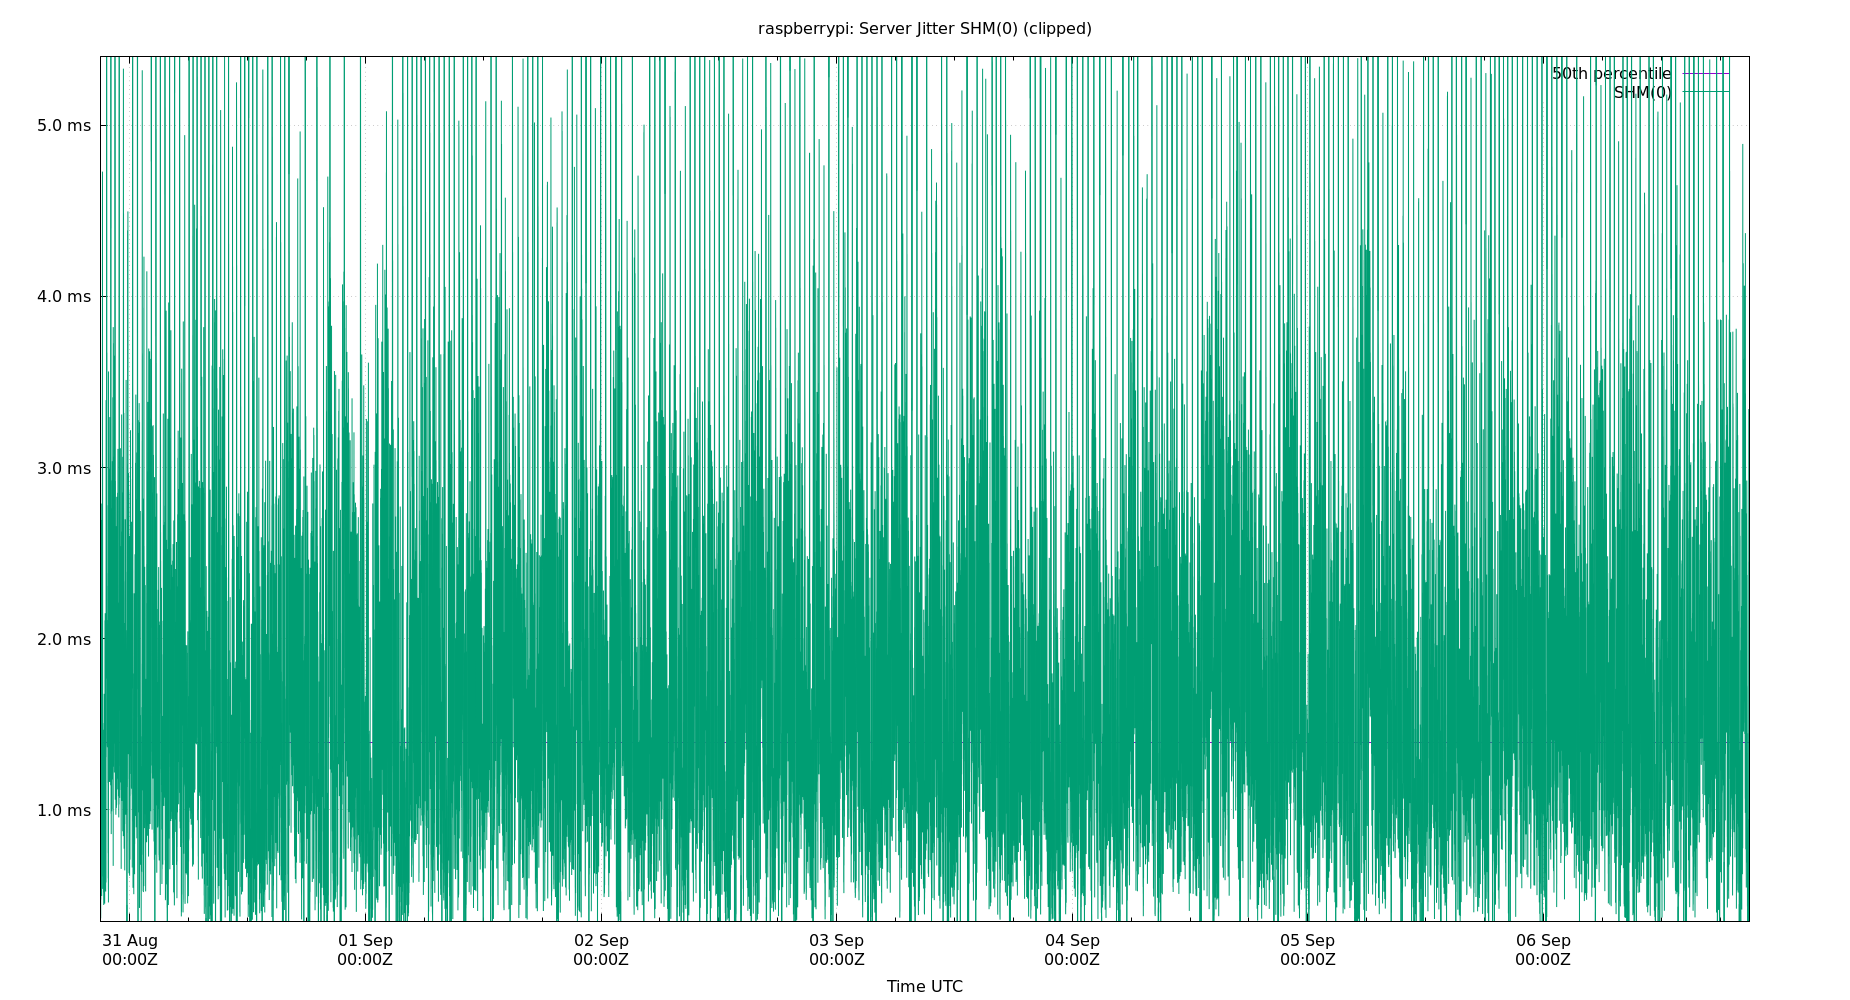 raspberrypi: Server Jitter SHM(0) (clipped)
50th percentile
SHM(0)
5.0 ms
4.0 ms
3.0 ms
2.0 ms
1.0 ms
31 Aug 01 Sep 02 Sep 03 Sep 04 Sep 05 Sep 06 Sep
00:00Z 00:00Z 00:00Z 00:00Z 00:00Z 00:00Z 00:00Z
Time UTC